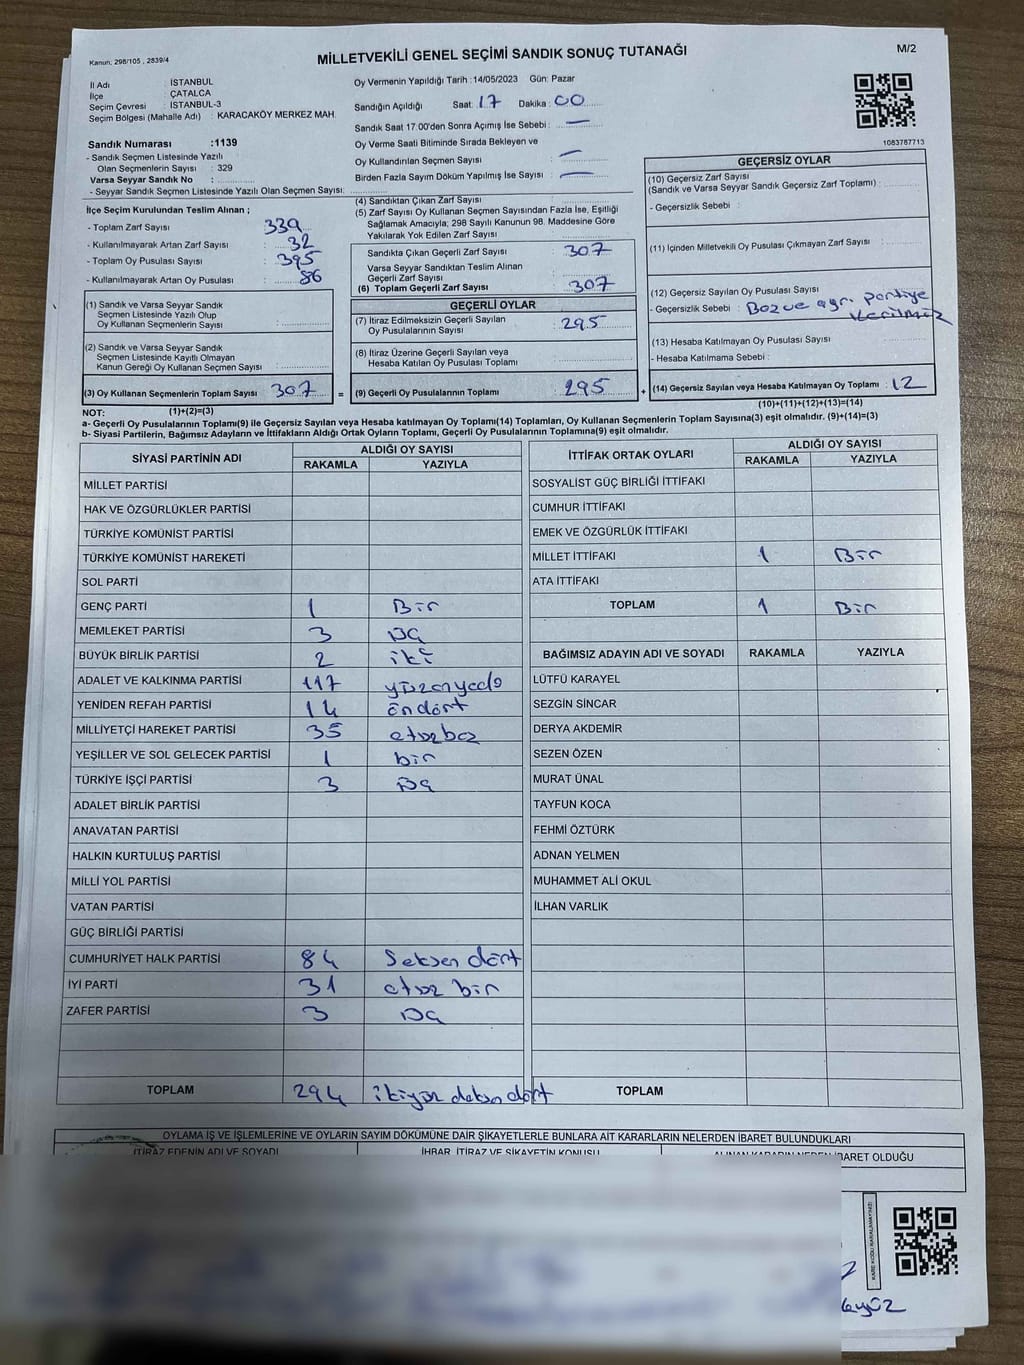 Kanun: 298/105 , 2839/4
MİLLETVEKİLİ GENEL SEÇİMİ SANDIK SONUÇ TUTANAĞI
M/2
İl Adı : İSTANBUL
İlçe : ÇATALCA
Seçim Çevresi : İSTANBUL-3
Seçim Bölgesi (Mahalle Adı) : KARACAKÖY MERKEZ MAH.
Sandık Numarası :1139
- Sandık Seçmen Listesinde Yazılı
Olan Seçmenlerin Sayısı : 329
Varsa Seyyar Sandık No :
- Seyyar Sandık Seçmen Listesinde Yazılı Olan Seçmen Sayısı:
Oy Vermenin Yapıldığı Tarih :14/05/2023 Gün: Pazar
Sandığın Açıldığı Saat: 17 Dakika: 00
Sandık Saat 17:00'den Sonra Açımış İse Sebebi : —
Oy Verme Saati Bitiminde Sırada Bekleyen ve
Oy Kullandırılan Seçmen Sayısı : —
Birden Fazla Sayım Döküm Yapılmış İse Sayısı : —
1083787713
İlçe Seçim Kurulundan Teslim Alınan ;
- Toplam Zarf Sayısı : 339
- Kullanılmayarak Artan Zarf Sayısı : 32
- Toplam Oy Pusulası Sayısı : 395
- Kullanılmayarak Artan Oy Pusulası : 86
(1) Sandık ve Varsa Seyyar Sandık
Seçmen Listesinde Yazılı Olup
Oy Kullanan Seçmenlerin Sayısı :
(2) Sandık ve Varsa Seyyar Sandık
Seçmen Listesinde Kayıtlı Olmayan
Kanun Gereği Oy Kullanan Seçmen Sayısı:
(3) Oy Kullanan Seçmenlerin Toplam Sayısı : 307 =
(4) Sandıktan Çıkan Zarf Sayısı :
(5) Zarf Sayısı Oy Kullanan Seçmen Sayısından Fazla İse, Eşitliği
Sağlamak Amacıyla, 298 Sayılı Kanunun 98. Maddesine Göre
Yakılarak Yok Edilen Zarf Sayısı :
Sandıkta Çıkan Geçerli Zarf Sayısı : 307
Varsa Seyyar Sandıktan Teslim Alınan
Geçerli Zarf Sayısı :
(6) Toplam Geçerli Zarf Sayısı : 307
GEÇERLİ OYLAR
(7) İtiraz Edilmeksizin Geçerli Sayılan
Oy Pusulalarının Sayısı : 295
(8) İtiraz Üzerine Geçerli Sayılan veya
Hesaba Katılan Oy Pusulası Toplamı :
(9) Geçerli Oy Pusulalarının Toplamı : 295 +
GEÇERSİZ OYLAR
(10) Geçersiz Zarf Sayısı
(Sandık ve Varsa Seyyar Sandık Geçersiz Zarf Toplamı) :
- Geçersizlik Sebebi :
(11) İçinden Milletvekili Oy Pusulası Çıkmayan Zarf Sayısı :
(12) Geçersiz Sayılan Oy Pusulası Sayısı :
- Geçersizlik Sebebi : partiye
verilmiz
(13) Hesaba Katılmayan Oy Pusulası Sayısı :
- Hesaba Katılmama Sebebi :
(14) Geçersiz Sayılan veya Hesaba Katılmayan Oy Toplamı : 12
NOT: (1)+(2)=(3)
(10)+(11)+(12)+(13)=(14)
a- Geçerli Oy Pusulalarının Toplamı(9) ile Geçersiz Sayılan veya Hesaba katılmayan Oy Toplamı(14) Toplamları, Oy Kullanan Seçmenlerin Toplam Sayısına(3) eşit olmalıdır. (9)+(14)=(3)
b- Siyasi Partilerin, Bağımsız Adayların ve İttifakların Aldığı Ortak Oyların Toplamı, Geçerli Oy Pusulalarının Toplamına(9) eşit olmalıdır.
SİYASİ PARTİNİN ADI ALDIĞI OY SAYISI
RAKAMLA YAZIYLA
MİLLET PARTİSİ
HAK VE ÖZGÜRLÜKLER PARTİSİ
TÜRKİYE KOMÜNİST PARTİSİ
TÜRKİYE KOMÜNİST HAREKETİ
SOL PARTİ
GENÇ PARTİ 1 Bir
MEMLEKET PARTİSİ 3 üç
BÜYÜK BİRLİK PARTİSİ 2 iki
ADALET VE KALKINMA PARTİSİ 117 yüzonyedi
YENİDEN REFAH PARTİSİ 14 öndört
MİLLİYETÇİ HAREKET PARTİSİ 35 otuzbeş
YEŞİLLER VE SOL GELECEK PARTİSİ 1 bir
TÜRKİYE İŞÇİ PARTİSİ 3 üç
ADALET BİRLİK PARTİSİ
ANAVATAN PARTİSİ
HALKIN KURTULUŞ PARTİSİ
MİLLİ YOL PARTİSİ
VATAN PARTİSİ
GÜÇ BİRLİĞİ PARTİSİ
CUMHURİYET HALK PARTİSİ 84 Seksen dört
İYİ PARTİ 31 otuz bir
ZAFER PARTİSİ 3 üç
TOPLAM 294 ikiyüz doksan dört
İTTİFAK ORTAK OYLARI ALDIĞI OY SAYISI
RAKAMLA YAZIYLA
SOSYALİST GÜÇ BİRLİĞİ İTTİFAKI
CUMHUR İTTİFAKI
EMEK VE ÖZGÜRLÜK İTTİFAKI
MİLLET İTTİFAKI 1 Bir
ATA İTTİFAKI
TOPLAM 1 Bir
BAĞIMSIZ ADAYIN ADI VE SOYADI RAKAMLA YAZIYLA
LÜTFÜ KARAYEL
SEZGİN SİNCAR
DERYA AKDEMİR
SEZEN ÖZEN
MURAT ÜNAL
TAYFUN KOCA
FEHMİ ÖZTÜRK
ADNAN YELMEN
MUHAMMET ALİ OKUL
İLHAN VARLIK
TOPLAM
OYLAMA İŞ VE İŞLEMLERİNE VE OYLARIN SAYIM DÖKÜMÜNE DAİR ŞİKAYETLERLE BUNLARA AİT KARARLARIN NELERDEN İBARET BULUNDUKLARI
İTİRAZ EDENİN ADI VE SOYADI İHBAR, İTİRAZ VE ŞİKAYETİN KONUSU ALINAN KARARIN NEDEN İBARET OLDUĞU
KARE KODU KARALAMAYINIZ!